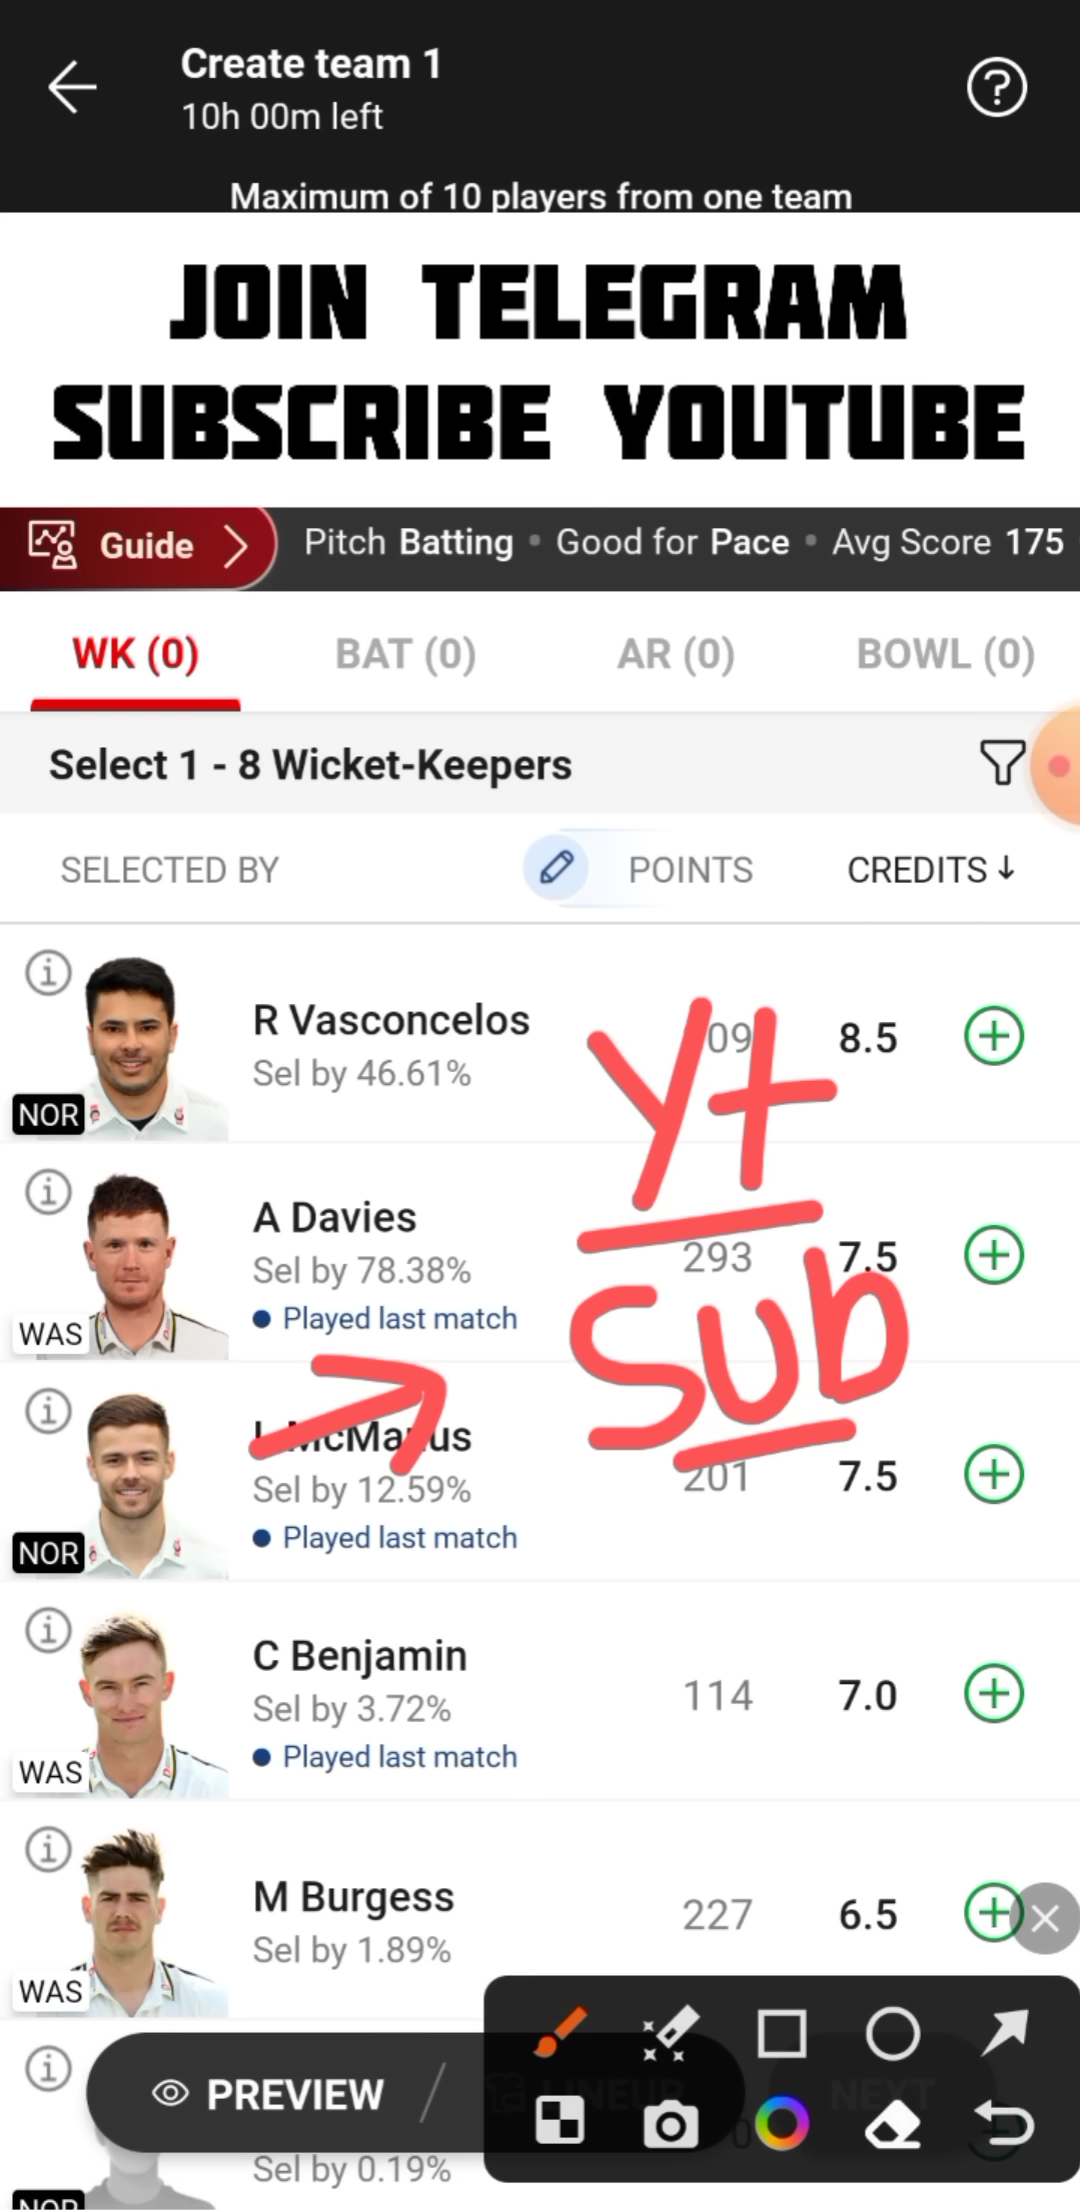 Create team 1
10h 00m left
Maximum of 10 players from one team
JOIN TELEGRAM
SUBSCRIBE YOUTUBE
Guide
Pitch Batting • Good for Pace • Avg Score 175
WK (0) BAT (0) AR (0) BOWL (0)
Select 1 - 8 Wicket-Keepers
SELECTED BY POINTS CREDITS ↓
R Vasconcelos
Sel by 46.61%
09 8.5
NOR
Yt
A Davies
Sel by 78.38%
293 7.5
Played last match
WAS
Sub
McManus
Sel by 12.59%
201 7.5
Played last match
NOR
C Benjamin
Sel by 3.72%
114 7.0
Played last match
WAS
M Burgess
Sel by 1.89%
227 6.5
WAS
PREVIEW
LINEUP
NEXT
Sel by 0.19%
NOR